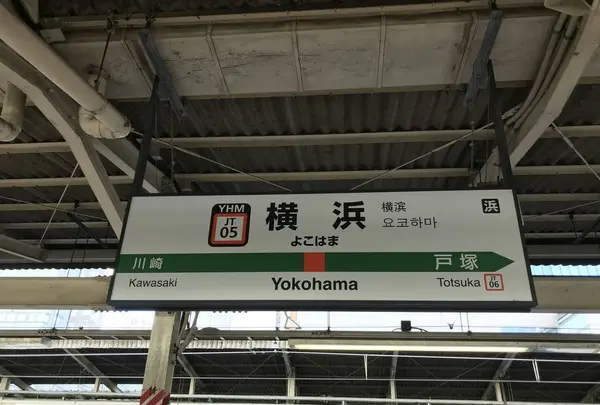 YHM
JT
05
横浜
よこはま
横滨
요코하마
浜
川崎
戸塚
Kawasaki
Yokohama
Totsuka
JT
06